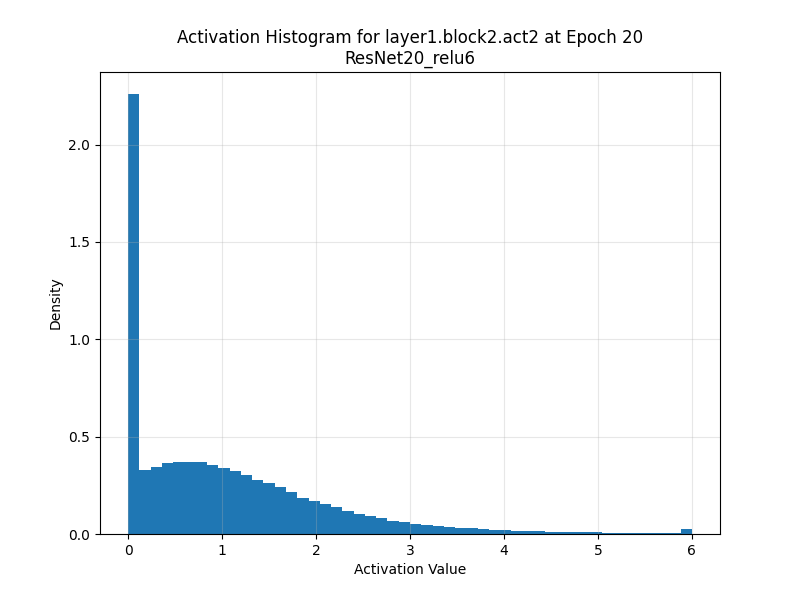 Activation Histogram for layer1.block2.act2 at Epoch 20
ResNet20_relu6
2.0
1.5
1.0
0.5
0.0
Density
0 1 2 3 4 5 6
Activation Value